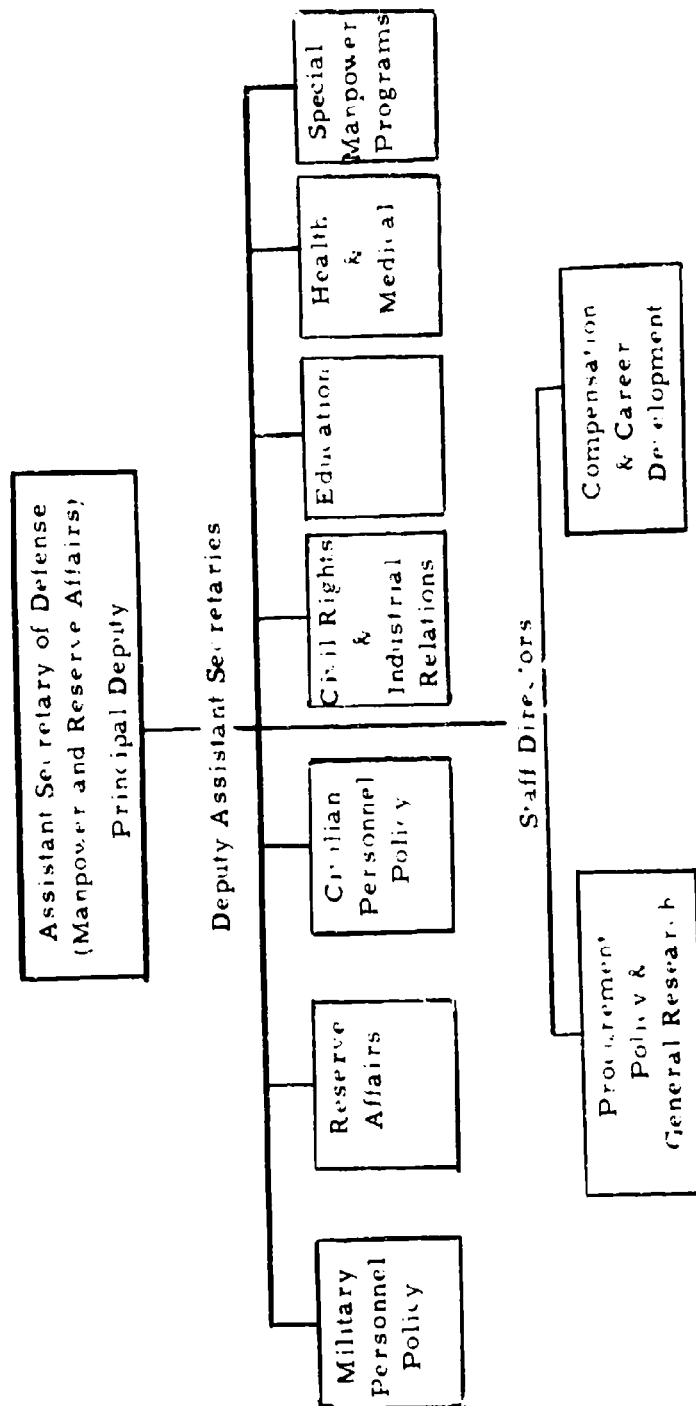 Assistant Secretary of Defense
(Manpower and Reserve Affairs)
Principal Deputy
Deputy Assistant Secretaries
Military
Personnel
Policy
Reserve
Affairs
Civilian
Personnel
Policy
Civil Rights
&
Industrial
Relations
Education
Health
&
Medical
Special
Manpower
Programs
Staff Directors
Procurement
Policy &
General Research
Compensation
& Career
Development